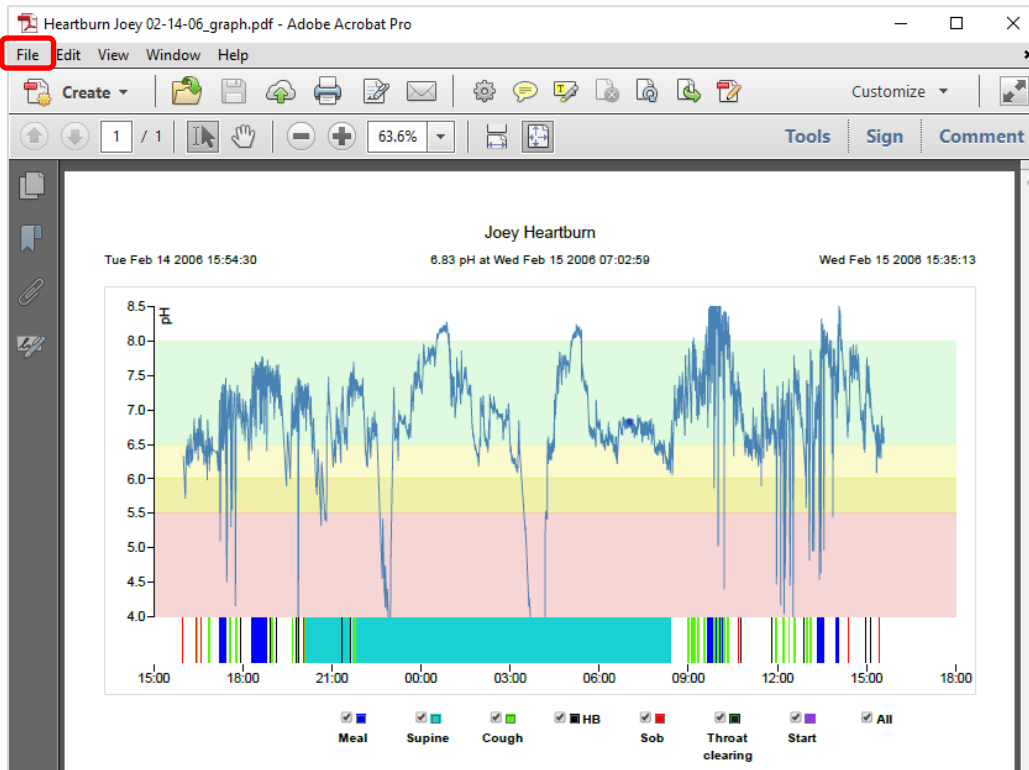 Heartburn Joey 02-14-06_graph.pdf - Adobe Acrobat Pro
File Edit View Window Help
Create Customize
1 / 1 63.6% Tools Sign Comment
Joey Heartburn
Tue Feb 14 2006 15:54:30 6.83 pH at Wed Feb 15 2006 07:02:59 Wed Feb 15 2006 15:35:13
pH
8.5
8.0
7.5
7.0
6.5
6.0
5.5
5.0
4.5
4.0
15:00 18:00 21:00 00:00 03:00 06:00 09:00 12:00 15:00 18:00
HB All
Meal Supine Cough Sob Throat clearing Start